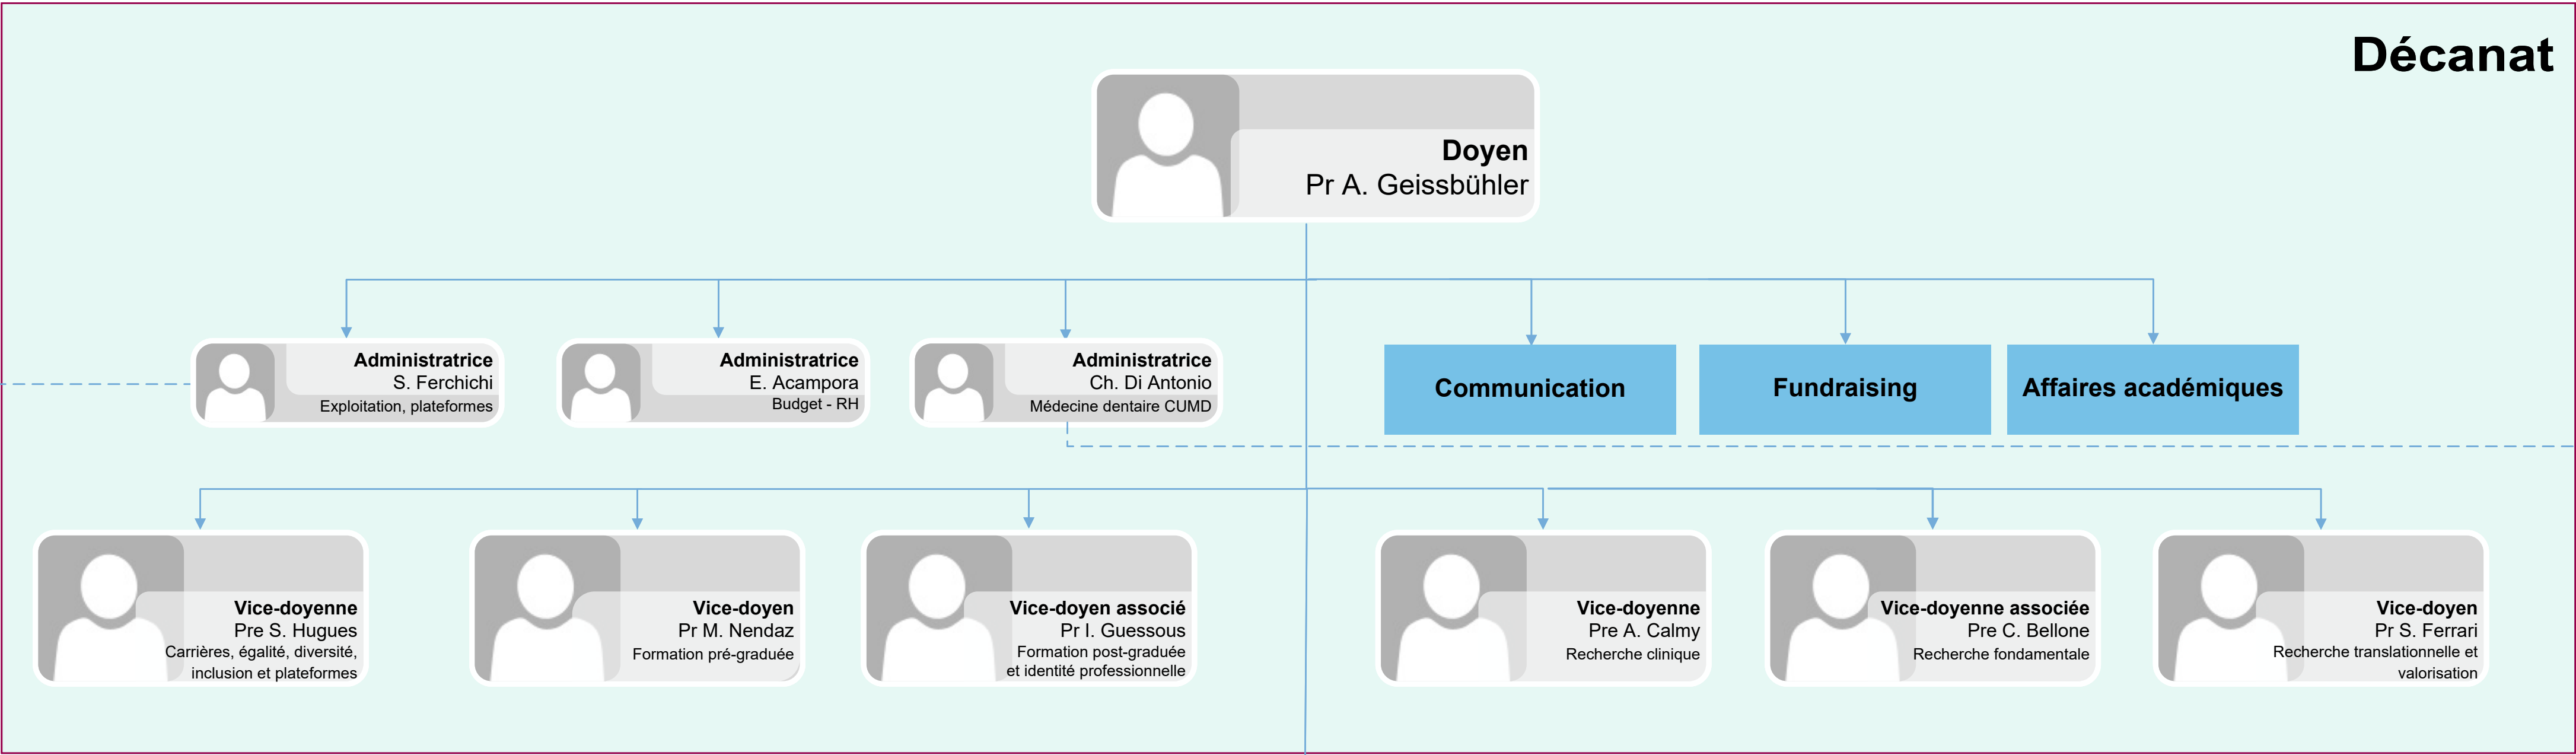 Décanat
Doyen
Pr A. Geissbühler
Administratrice
S. Ferchichi
Exploitation, plateformes
Administratrice
E. Acampora
Budget - RH
Administratrice
Ch. Di Antonio
Médecine dentaire CUMD
Communication
Fundraising
Affaires académiques
Vice-doyenne
Pre S. Hugues
Carrières, égalité, diversité,
inclusion et plateformes
Vice-doyen
Pr M. Nendaz
Formation pré-graduée
Vice-doyen associé
Pr I. Guessous
Formation post-graduée
et identité professionnelle
Vice-doyenne
Pre A. Calmy
Recherche clinique
Vice-doyenne associée
Pre C. Bellone
Recherche fondamentale
Vice-doyen
Pr S. Ferrari
Recherche translationnelle et
valorisation